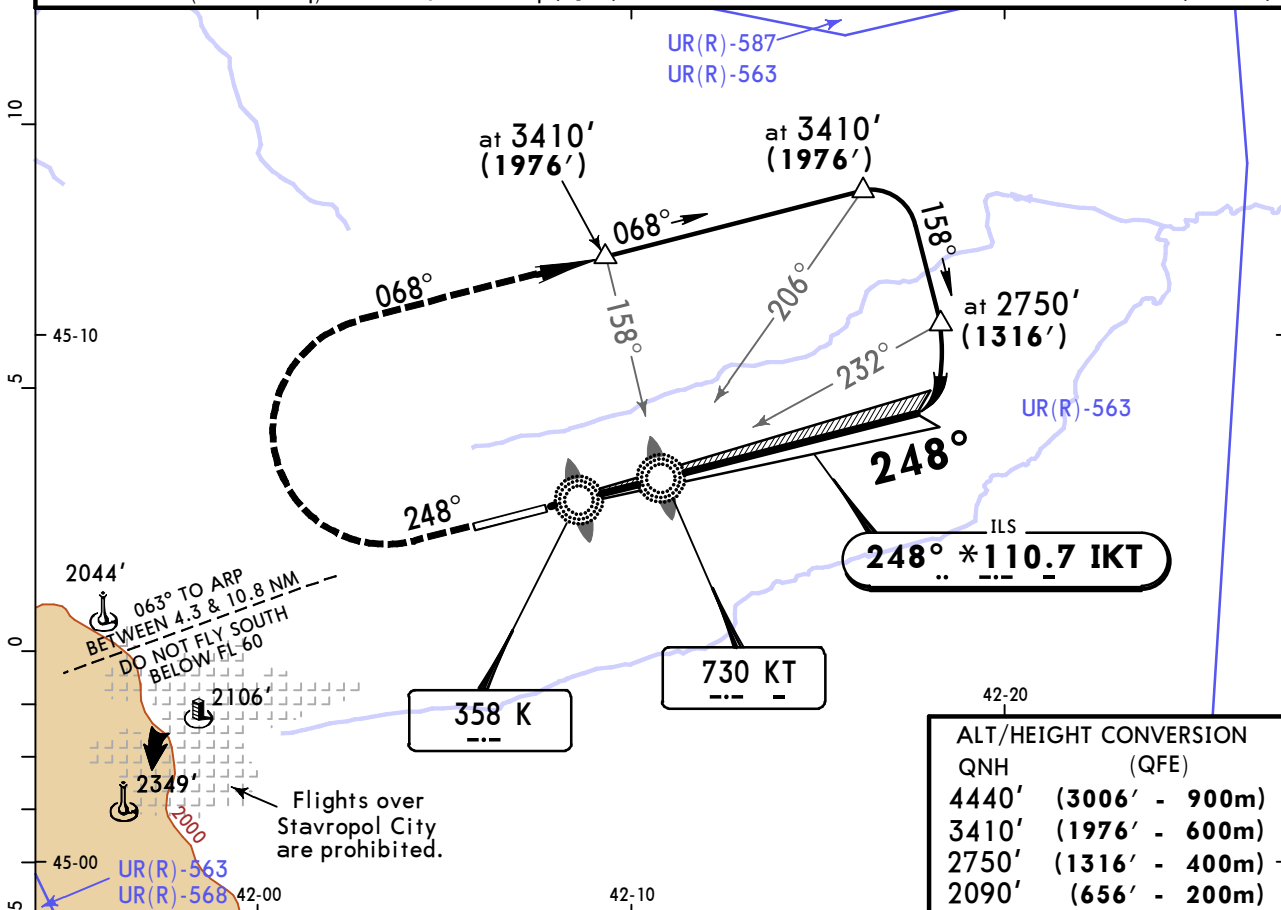 UR(R)-587
UR(R)-563
10
at 3410'
(1976')
at 3410'
(1976')
068°
158°
068°
206°
158°
at 2750'
(1316')
45-10
232°
5
UR(R)-563
248°
248°
ILS
248° *110.7 IKT
2044'
063° TO ARP
BETWEEN 4.3 & 10.8 NM
DO NOT FLY SOUTH
BELOW FL 60
0
730 KT
2106'
358 K
42-20
2349'
Flights over
Stavropol City
are prohibited.
2000
ALT/HEIGHT CONVERSION
QNH (QFE)
4440' (3006' - 900m)
3410' (1976' - 600m)
2750' (1316' - 400m)
2090' (656' - 200m)
45-00
UR(R)-563
UR(R)-568
42-00
42-10
5